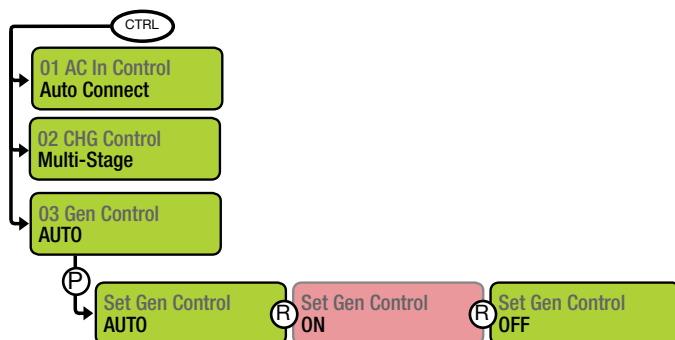 CTRL
01 AC In Control
Auto Connect
02 CHG Control
Multi-Stage
03 Gen Control
AUTO
P
Set Gen Control
AUTO
R
Set Gen Control
ON
R
Set Gen Control
OFF